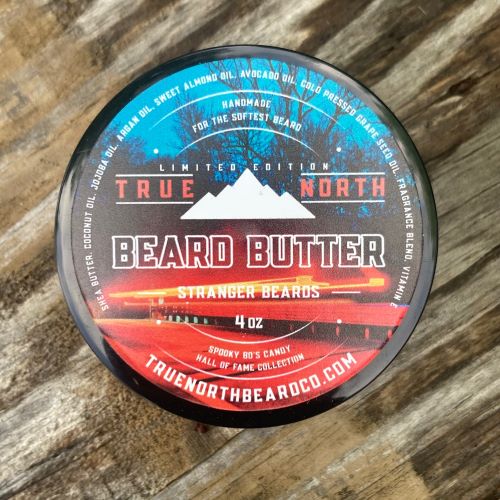 SHEA BUTTER, COCONUT OIL, JOJOBA OIL, ARGAN OIL, SWEET ALMOND OIL, AVOCADO OIL, COLD PRESSED GRAPE SEED OIL, FRAGRANCE BLEND, VITAMIN E
HANDMADE
FOR THE SOFTEST BEARD
LIMITED EDITION
TRUE NORTH
BEARD BUTTER
STRANGER BEARDS
4 OZ
SPOOKY 80'S CANDY
HALL OF FAME COLLECTION
TRUENORTHBEARDCO.COM